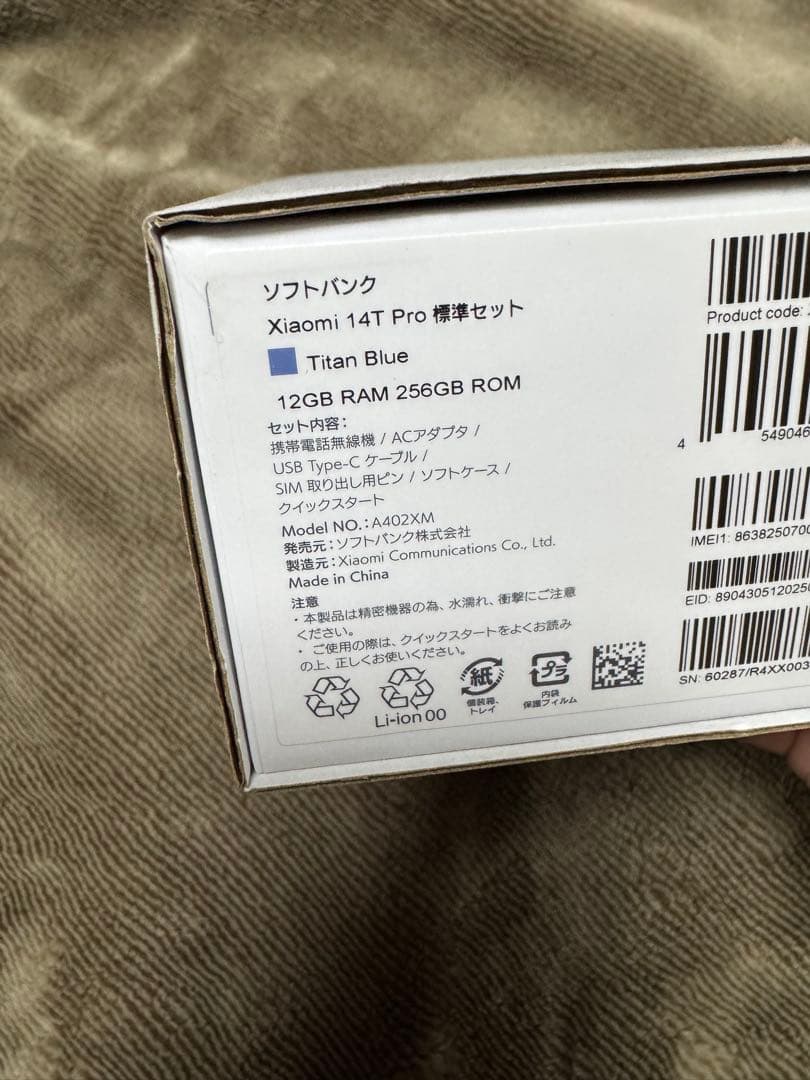 ソフトバンク
Xiaomi 14T Pro 標準セット
Titan Blue
12GB RAM 256GB ROM
セット内容:
携帯電話無線機 / ACアダプタ /
USB Type-C ケーブル /
SIM 取り出し用ピン / ソフトケース /
クイックスタート
Model NO.: A402XM
発売元: ソフトバンク株式会社
製造元: Xiaomi Communications Co., Ltd.
Made in China
注意
・本製品は精密機器の為、水濡れ、衝撃にご注意
ください。
・ ご使用の際は、クイックスタートをよくお読み
の上、正しくお使いください。
Li-ion 00
紙
個装箱、
トレイ
プラ
内袋
保護フィルム
Product code:
4 549046
IMEI1: 863825070
EID: 8904305120250
SN: 60287/R4XX003